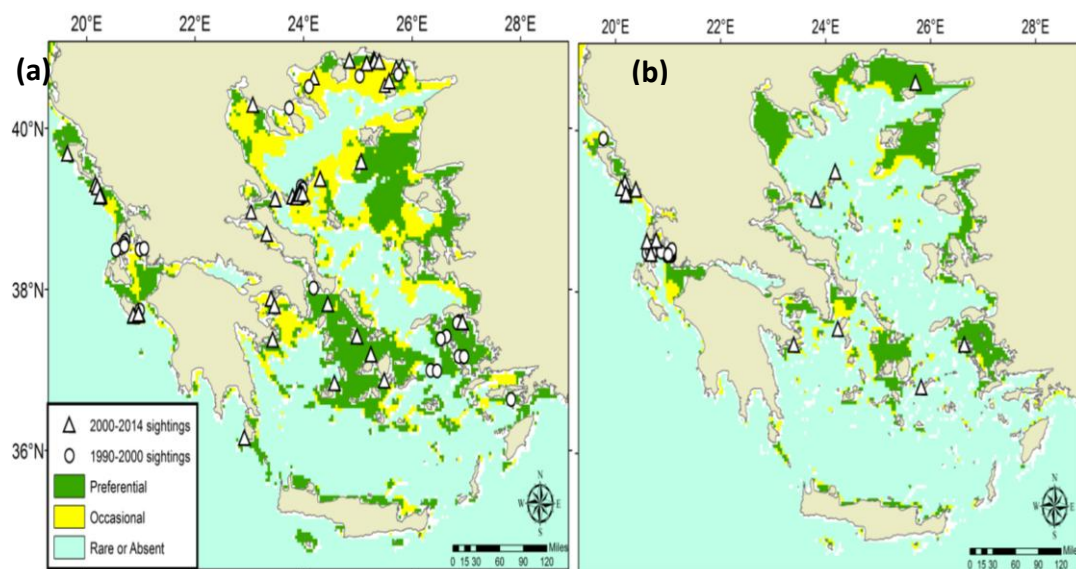 20°E 22°E 24°E 26°E 28°E
20°E 22°E 24°E 26°E 28°E
(a)
(b)
40°N
38°N
36°N
2000-2014 sightings
1990-2000 sightings
Preferential
Occasional
Rare or Absent
N
W E
S
Miles
0 15 30 60 90 120
N
W E
S
Miles
0 15 30 60 90 120